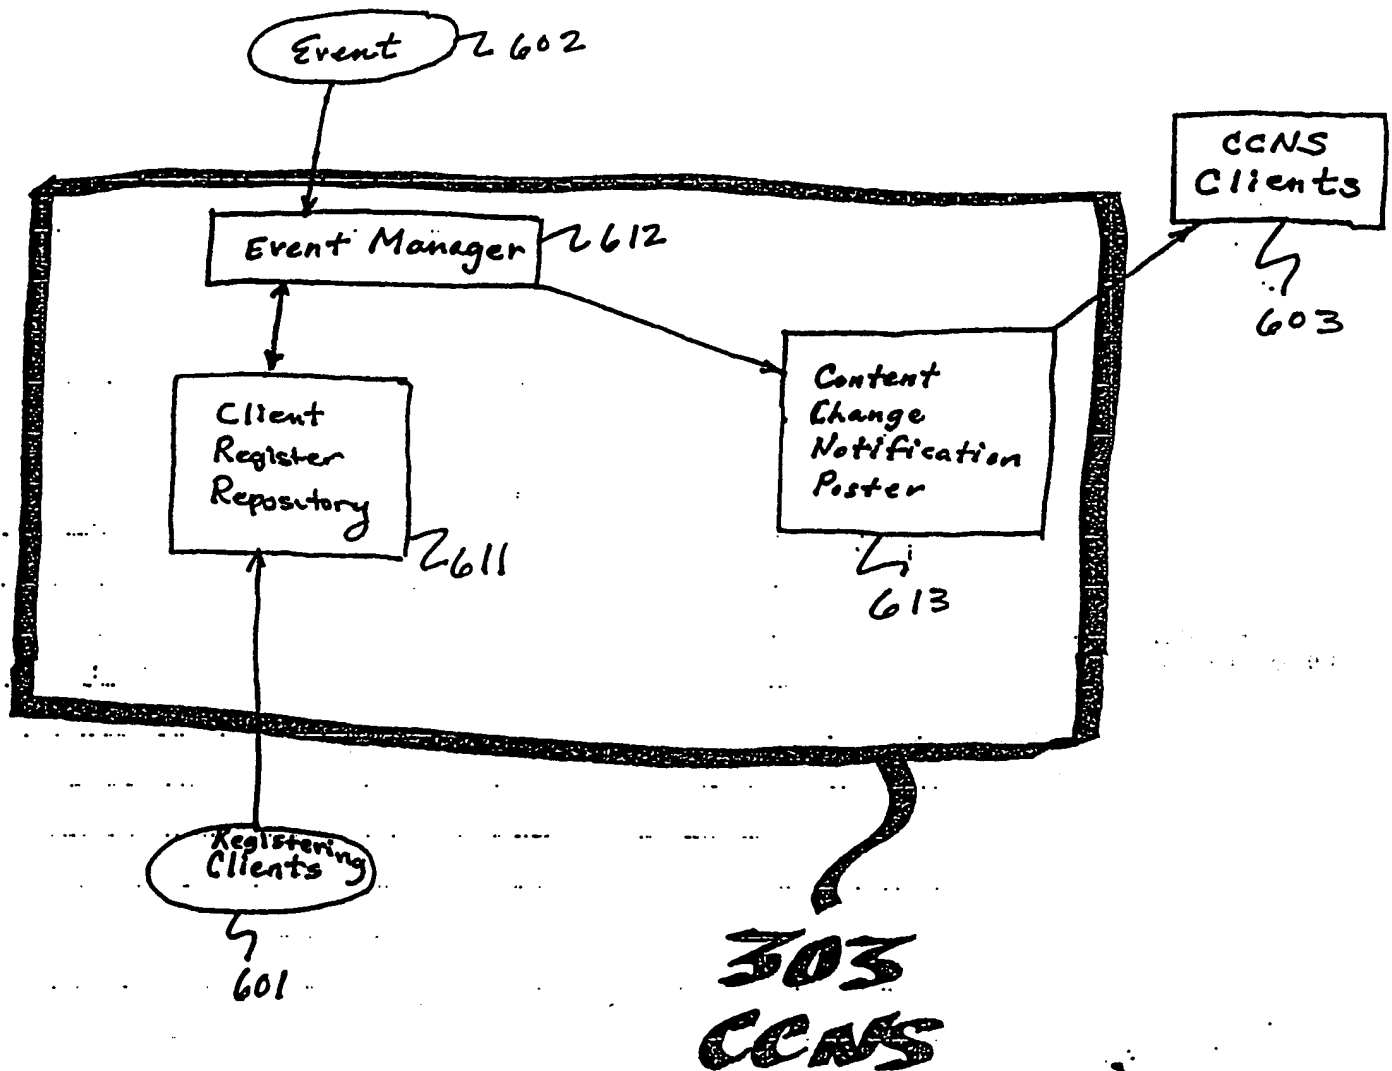 Event
602
CCNS
Clients
603
Event Manager
612
Client
Register
Repository
611
Content
Change
Notification
Poster
613
Registering
Clients
601
303
CCNS